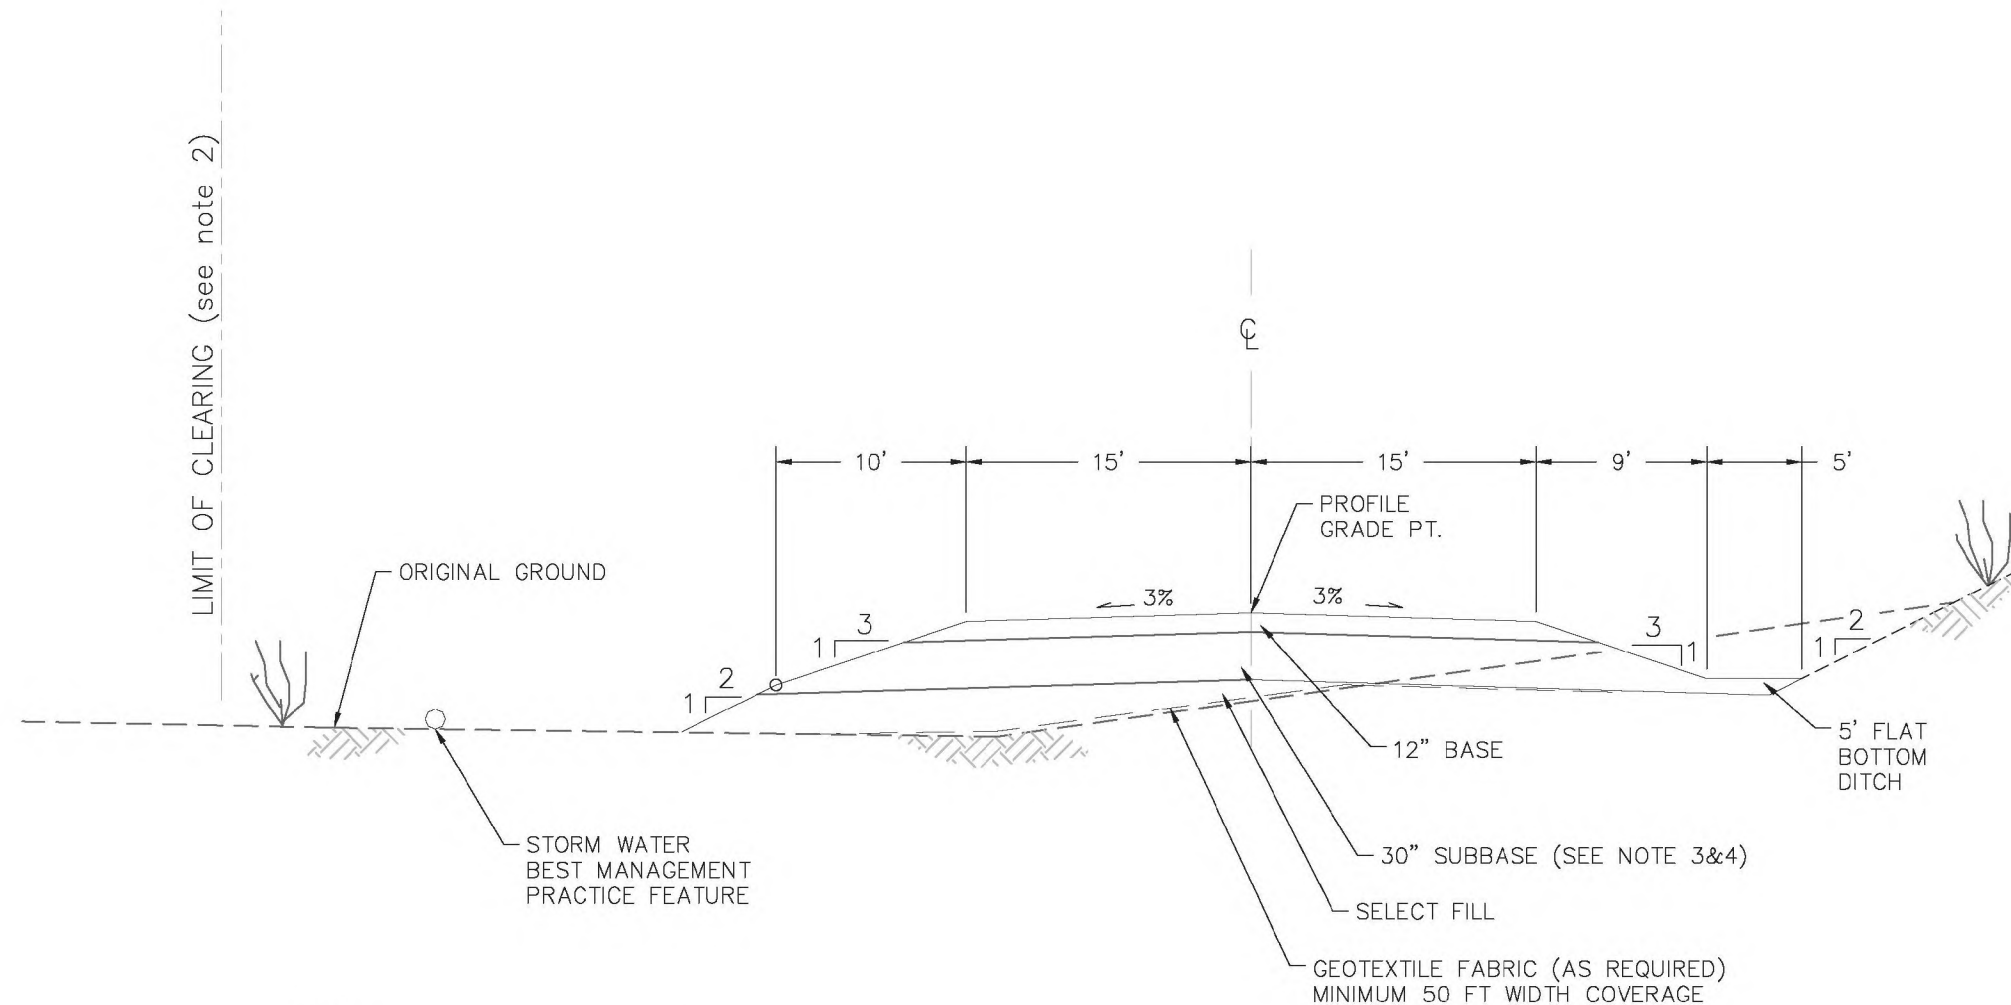 LIMIT OF CLEARING (see note 2)
℄
10'
15'
15'
9'
5'
PROFILE
GRADE PT.
ORIGINAL GROUND
3%
3%
3
1
3
1
2
1
2
1
12" BASE
5' FLAT
BOTTOM
DITCH
STORM WATER
BEST MANAGEMENT
PRACTICE FEATURE
30" SUBBASE (SEE NOTE 3&4)
SELECT FILL
GEOTEXTILE FABRIC (AS REQUIRED)
MINIMUM 50 FT WIDTH COVERAGE